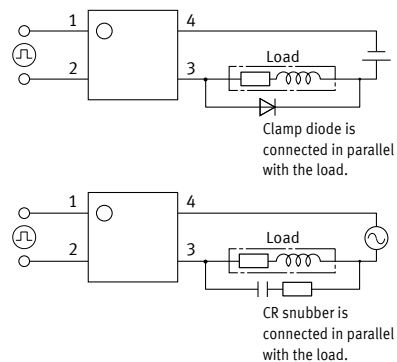 1
4
Load
2
3
Clamp diode is
connected in parallel
with the load.
1
4
Load
2
3
CR snubber is
connected in parallel
with the load.